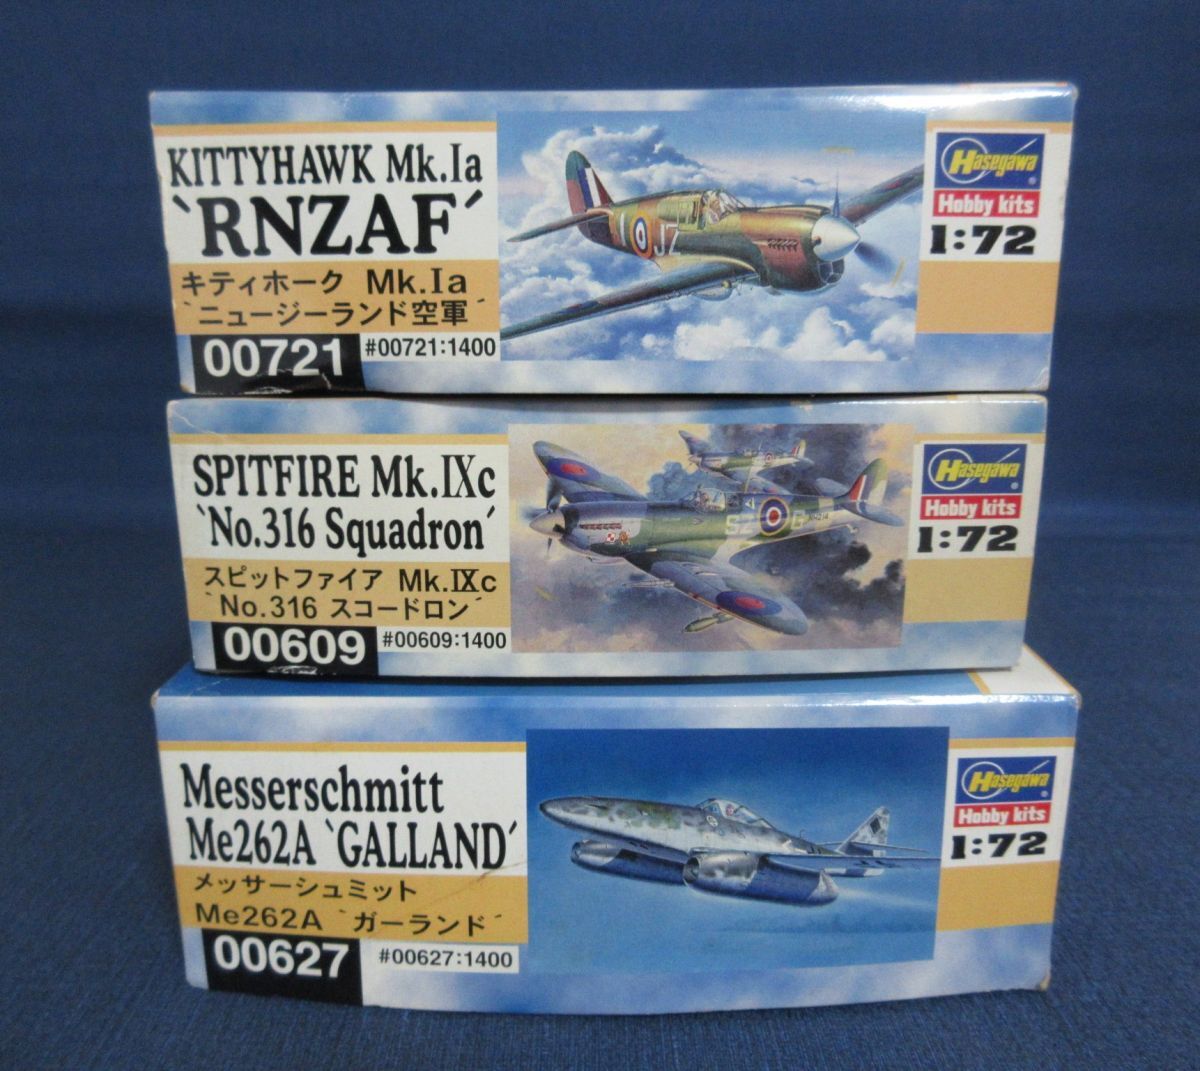 KITTYHAWK Mk.Ia
`RNZAF´
キティホーク Mk.Ia
`ニュージーランド空軍´
00721 #00721:1400
J7
Hasegawa
Hobby kits
1:72
SPITFIRE Mk.IXc
`No.316 Squadron´
スピットファイア Mk.IXc
`No.316 スコードロン´
00609 #00609:1400
Hasegawa
Hobby kits
1:72
Messerschmitt
Me262A `GALLAND´
メッサーシュミット
Me262A `ガーランド´
00627 #00627:1400
Hasegawa
Hobby kits
1:72